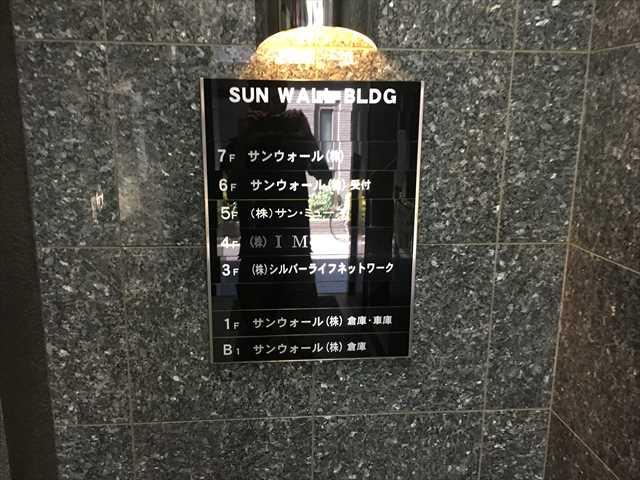 SUN WALL BLDG
7F サンウォール(株)
6F サンウォール(株) 受付
5F (株)サン・ミュージ
4F (株) I M
3F (株)シルバーライフネットワーク
1F サンウォール(株) 倉庫・車庫
B1 サンウォール(株) 倉庫